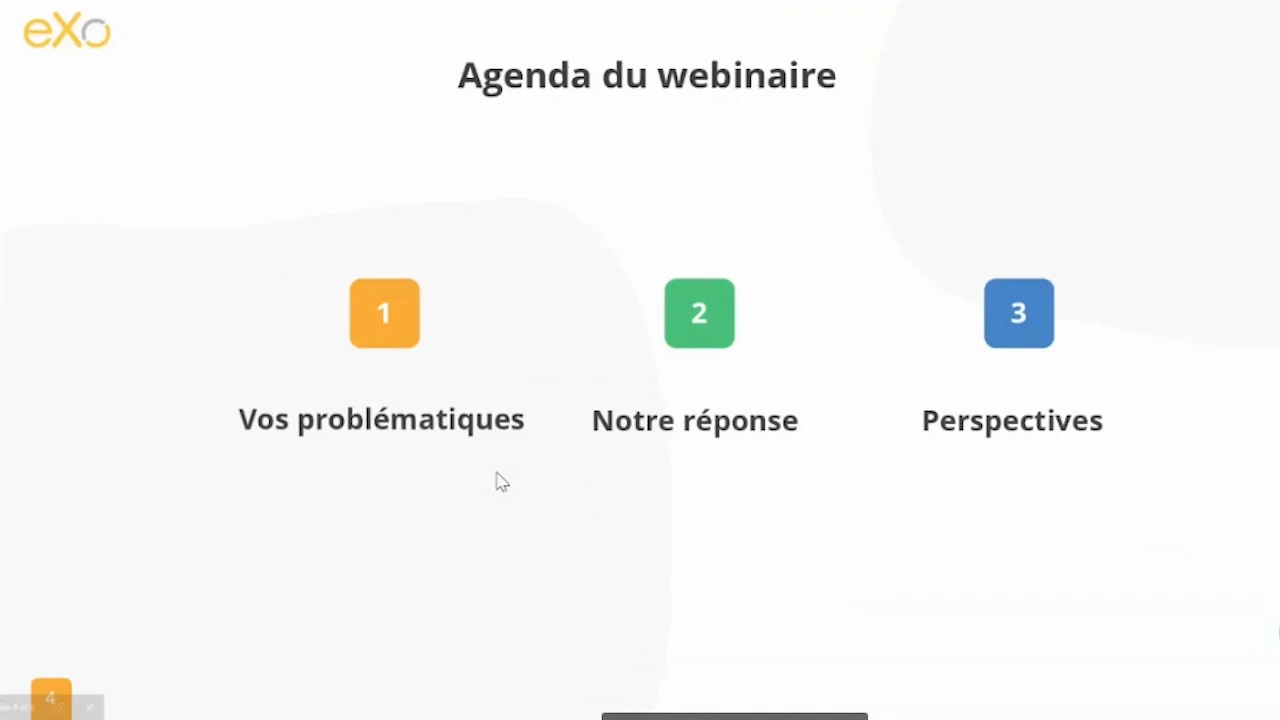 eXo
Agenda du webinaire
1
2
3
Vos problématiques
Notre réponse
Perspectives
4